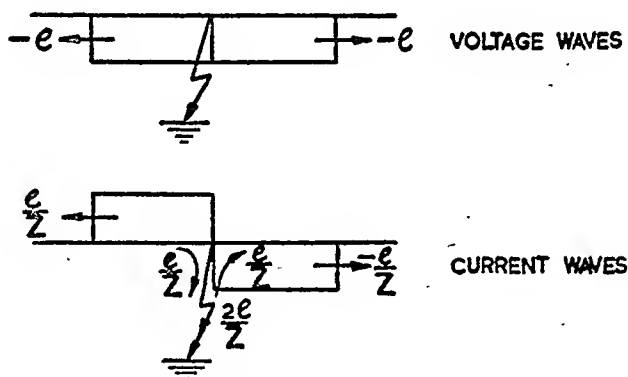 -e -e VOLTAGE WAVES
e/Z
e/Z e/Z -e/Z CURRENT WAVES
2e/Z